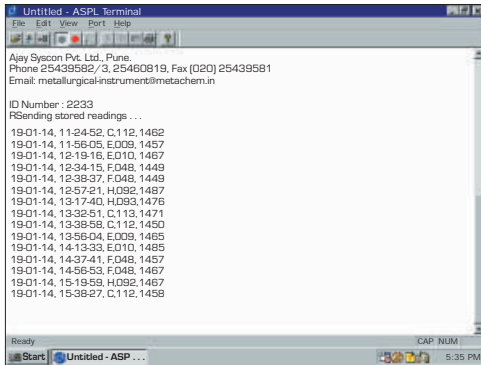 Untitled - ASPL Terminal
File Edit View Port Help
Ajay Syscon Pvt. Ltd., Pune.
Phone 25439582/3, 25460819, Fax (020) 25439581
Email: metallurgical-instrument@metachem.in
ID Number : 2233
RSending stored readings . . .
19-01-14, 11-24-52, C,112, 1462
19-01-14, 11-56-05, E,009, 1457
19-01-14, 12-19-16, E,010, 1467
19-01-14, 12-34-15, F,048, 1449
19-01-14, 12-38-37, F,048, 1449
19-01-14, 12-57-21, H,092, 1487
19-01-14, 13-17-40, H,093, 1476
19-01-14, 13-32-51, C,113, 1471
19-01-14, 13-38-58, C,112, 1450
19-01-14, 13-56-04, E,009, 1465
19-01-14, 14-13-33, E,010, 1485
19-01-14, 14-37-41, F,048, 1457
19-01-14, 14-56-53, F,048, 1467
19-01-14, 15-19-59, H,092, 1467
19-01-14, 15-38-27, C,112, 1458
Ready CAP NUM
Start Untitled - ASP . . . 5:35 PM